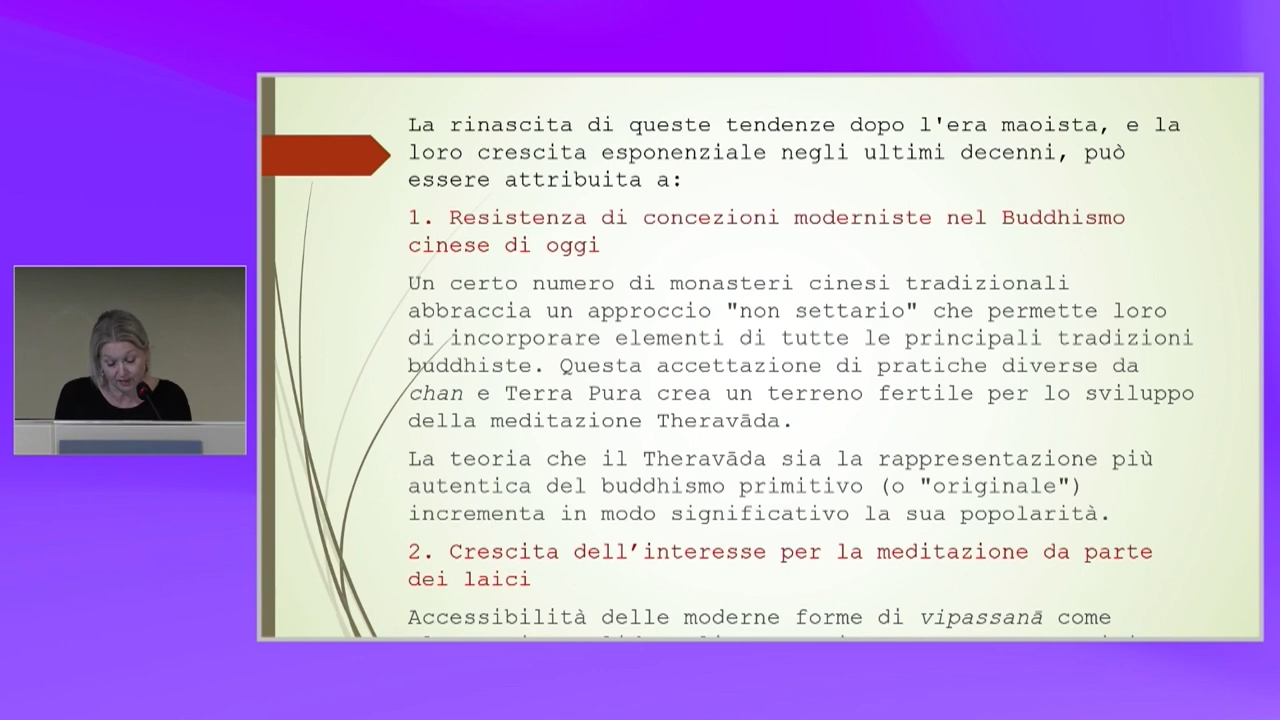 La rinascita di queste tendenze dopo l'era maoista, e la
loro crescita esponenziale negli ultimi decenni, può
essere attribuita a:
1. Resistenza di concezioni moderniste nel Buddhismo
cinese di oggi
Un certo numero di monasteri cinesi tradizionali
abbraccia un approccio "non settario" che permette loro
di incorporare elementi di tutte le principali tradizioni
buddhiste. Questa accettazione di pratiche diverse da
chan e Terra Pura crea un terreno fertile per lo sviluppo
della meditazione Theravāda.
La teoria che il Theravāda sia la rappresentazione più
autentica del buddhismo primitivo (o "originale")
incrementa in modo significativo la sua popolarità.
2. Crescita dell’interesse per la meditazione da parte
dei laici
Accessibilità delle moderne forme di vipassanā come